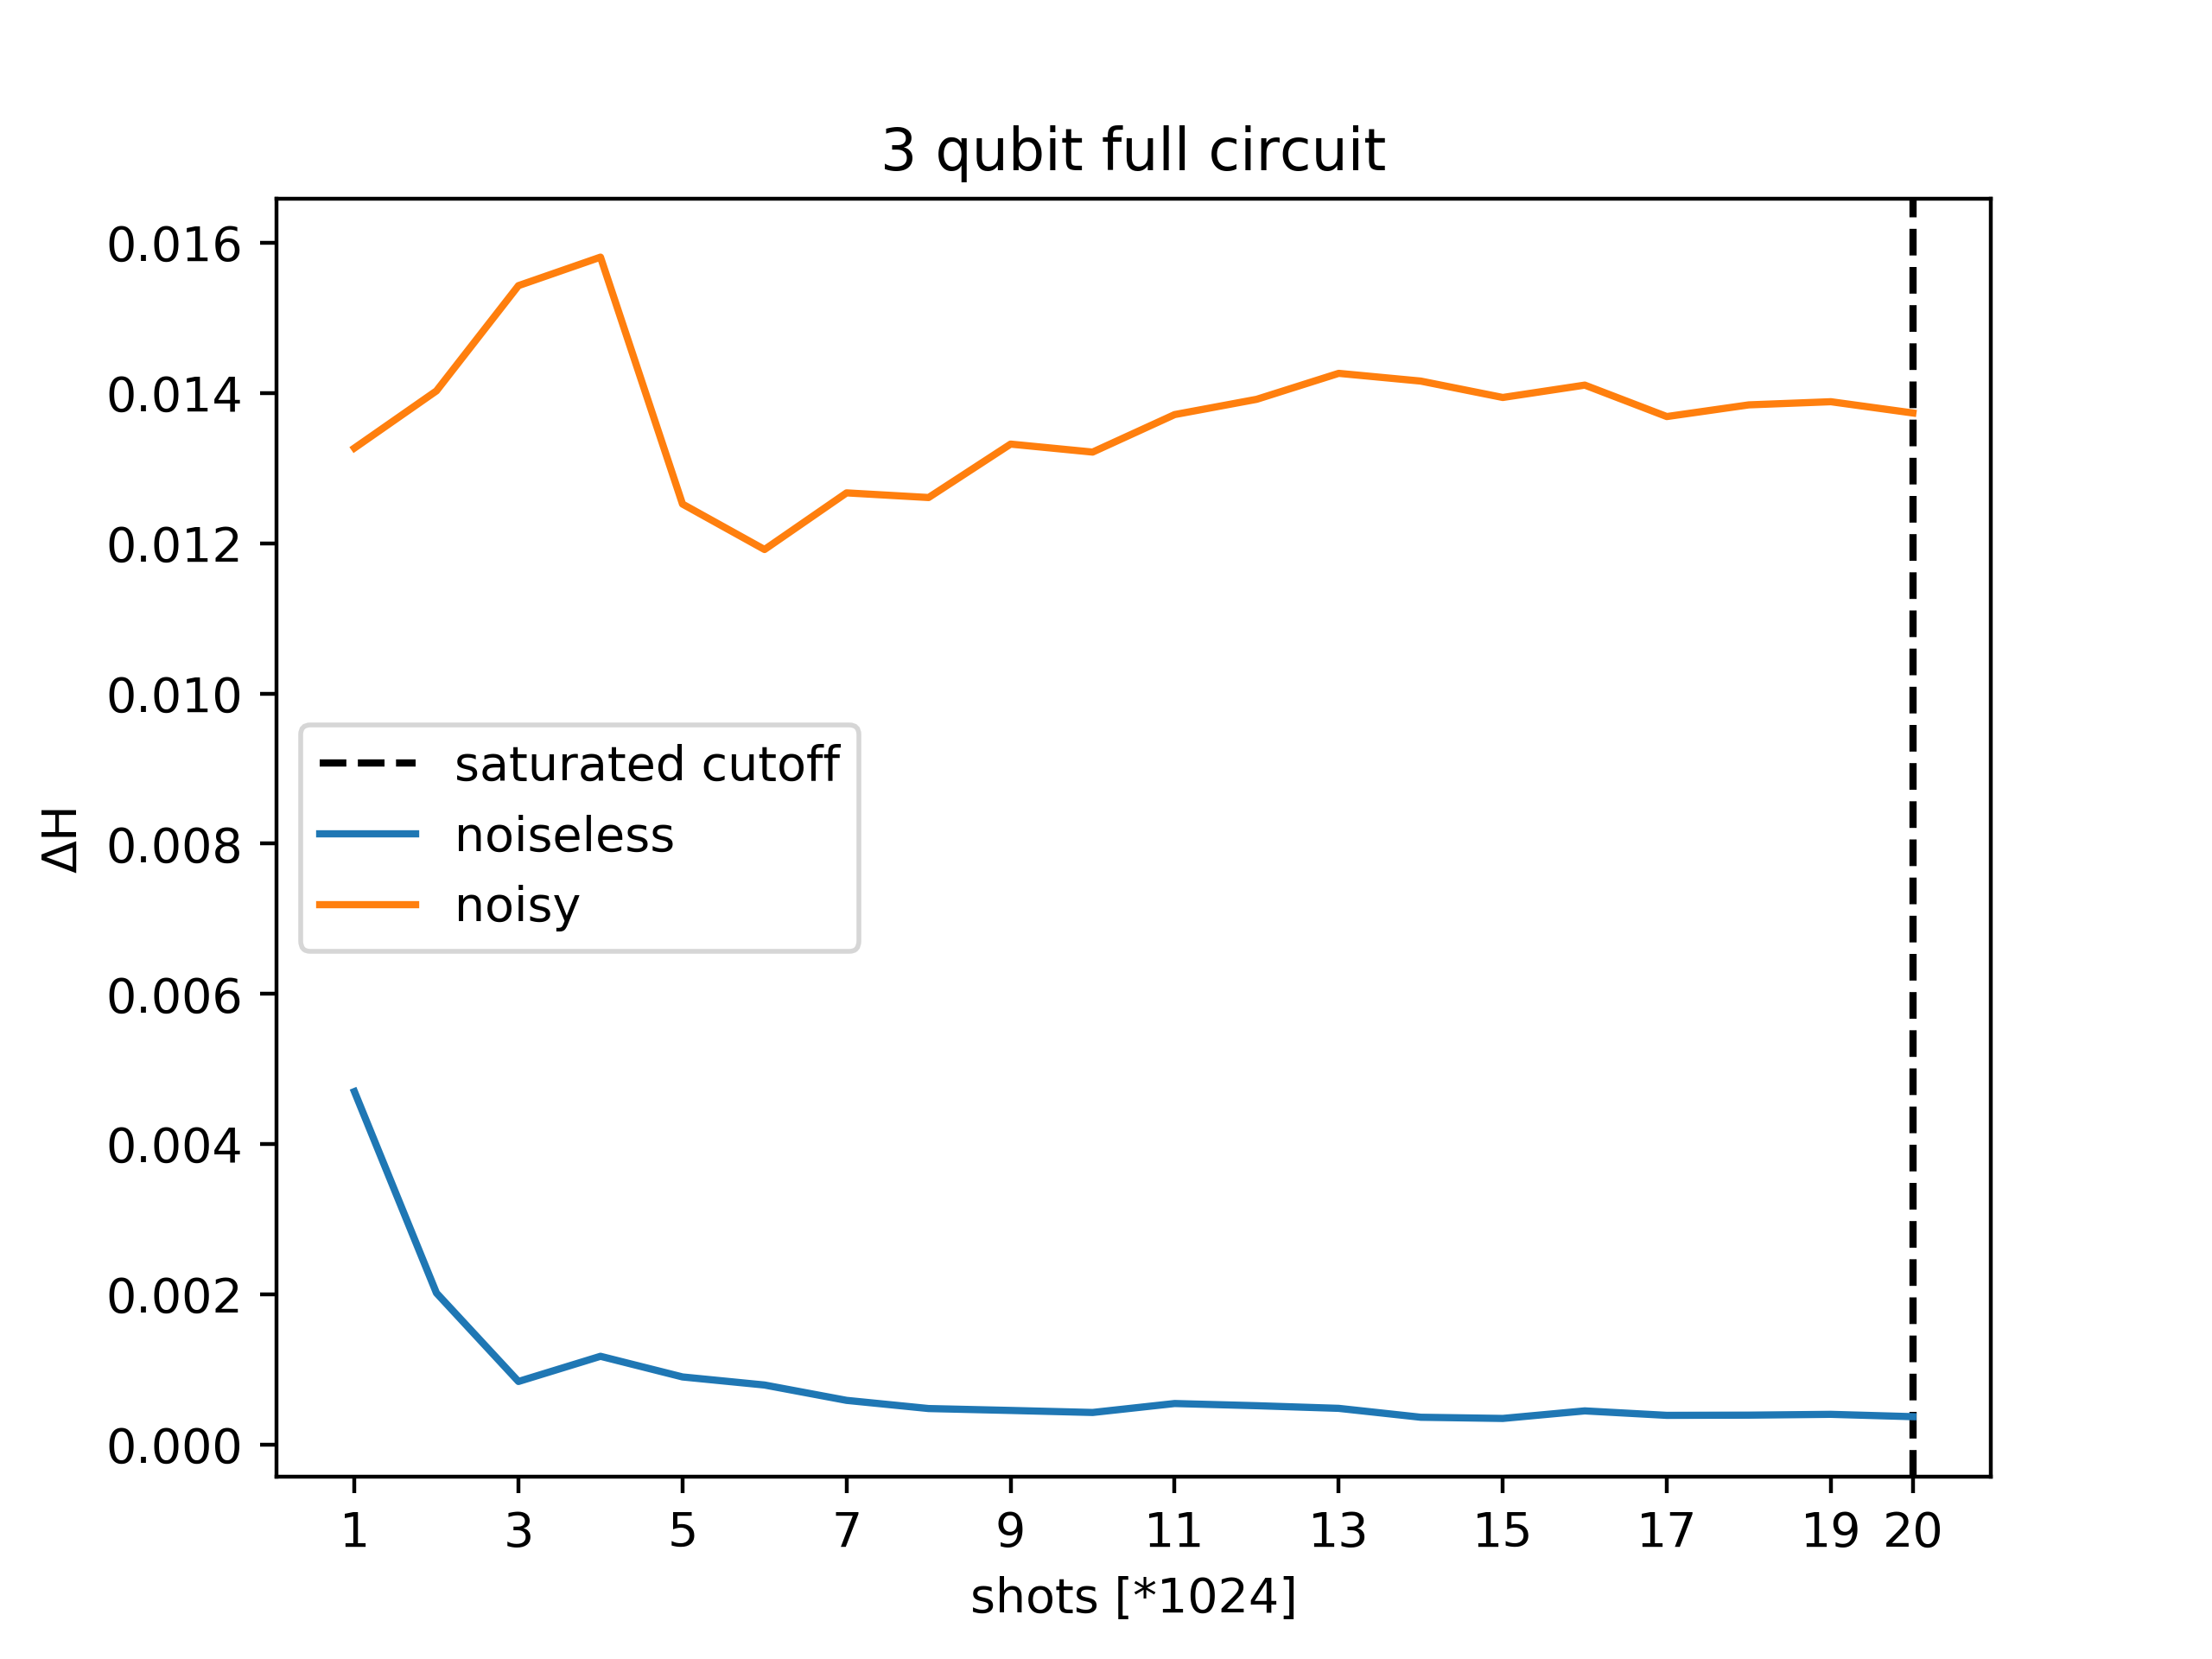 3 qubit full circuit
0.016
0.014
0.012
0.010
0.008
0.006
0.004
0.002
0.000
ΔH
saturated cutoff
noiseless
noisy
1 3 5 7 9 11 13 15 17 19 20
shots [*1024]